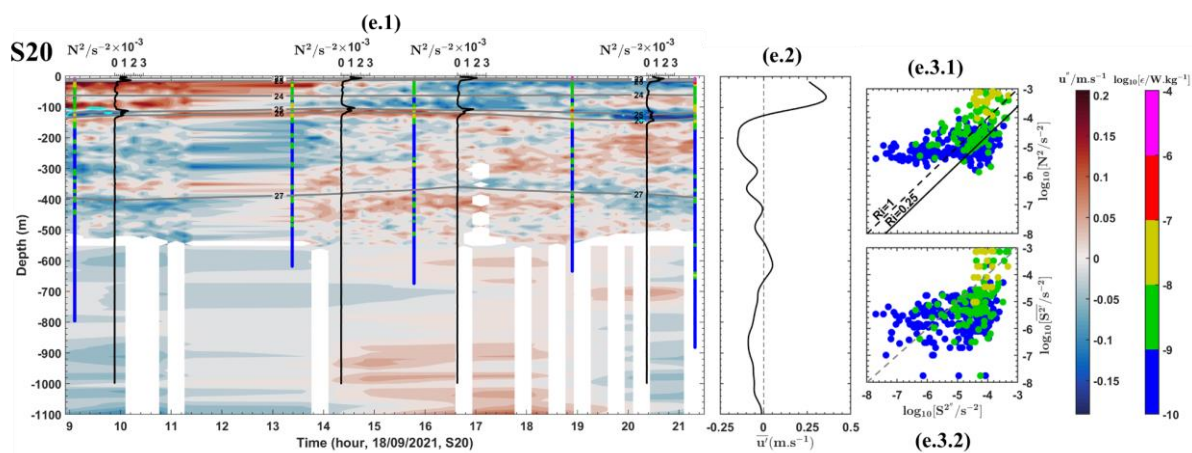 (e.1)
S20
N²/s⁻²×10⁻³ N²/s⁻²×10⁻³ N²/s⁻²×10⁻³ N²/s⁻²×10⁻³
0 1 2 3 0 1 2 3 0 1 2 3 0 1 2 3
(e.2)
(e.3.1)
u″/m.s⁻¹ log₁₀[ϵ/W.kg⁻¹]
0
-100
-200
-300
-400
-500
-600
-700
-800
-900
-1000
-1100
Depth (m)
23
24
25
26
27
24
26
27
9 10 11 12 13 14 15 16 17 18 19 20 21
Time (hour, 18/09/2021, S20)
-0.25 0 0.25 0.5
u̅'(m.s⁻¹)
Ri=1
Ri=0.25
-3
-4
-5
-6
-7
-8
log₁₀[N²/s⁻²]
-3
-4
-5
-6
-7
-8
log₁₀[S²′/s⁻²]
-8 -7 -6 -5 -4 -3
log₁₀[S²″/s⁻²]
(e.3.2)
0.2
0.15
0.1
0.05
0
-0.05
-0.1
-0.15
-4
-5
-6
-7
-8
-9
-10